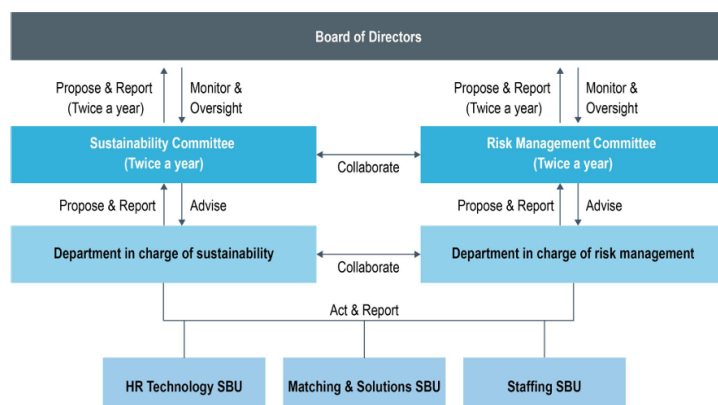 Board of Directors
Propose & Report
(Twice a year)
Monitor &
Oversight
Propose & Report
(Twice a year)
Monitor &
Oversight
Sustainability Committee
(Twice a year)
Collaborate
Risk Management Committee
(Twice a year)
Propose & Report
Advise
Propose & Report
Advise
Department in charge of sustainability
Collaborate
Department in charge of risk management
Act & Report
HR Technology SBU
Matching & Solutions SBU
Staffing SBU